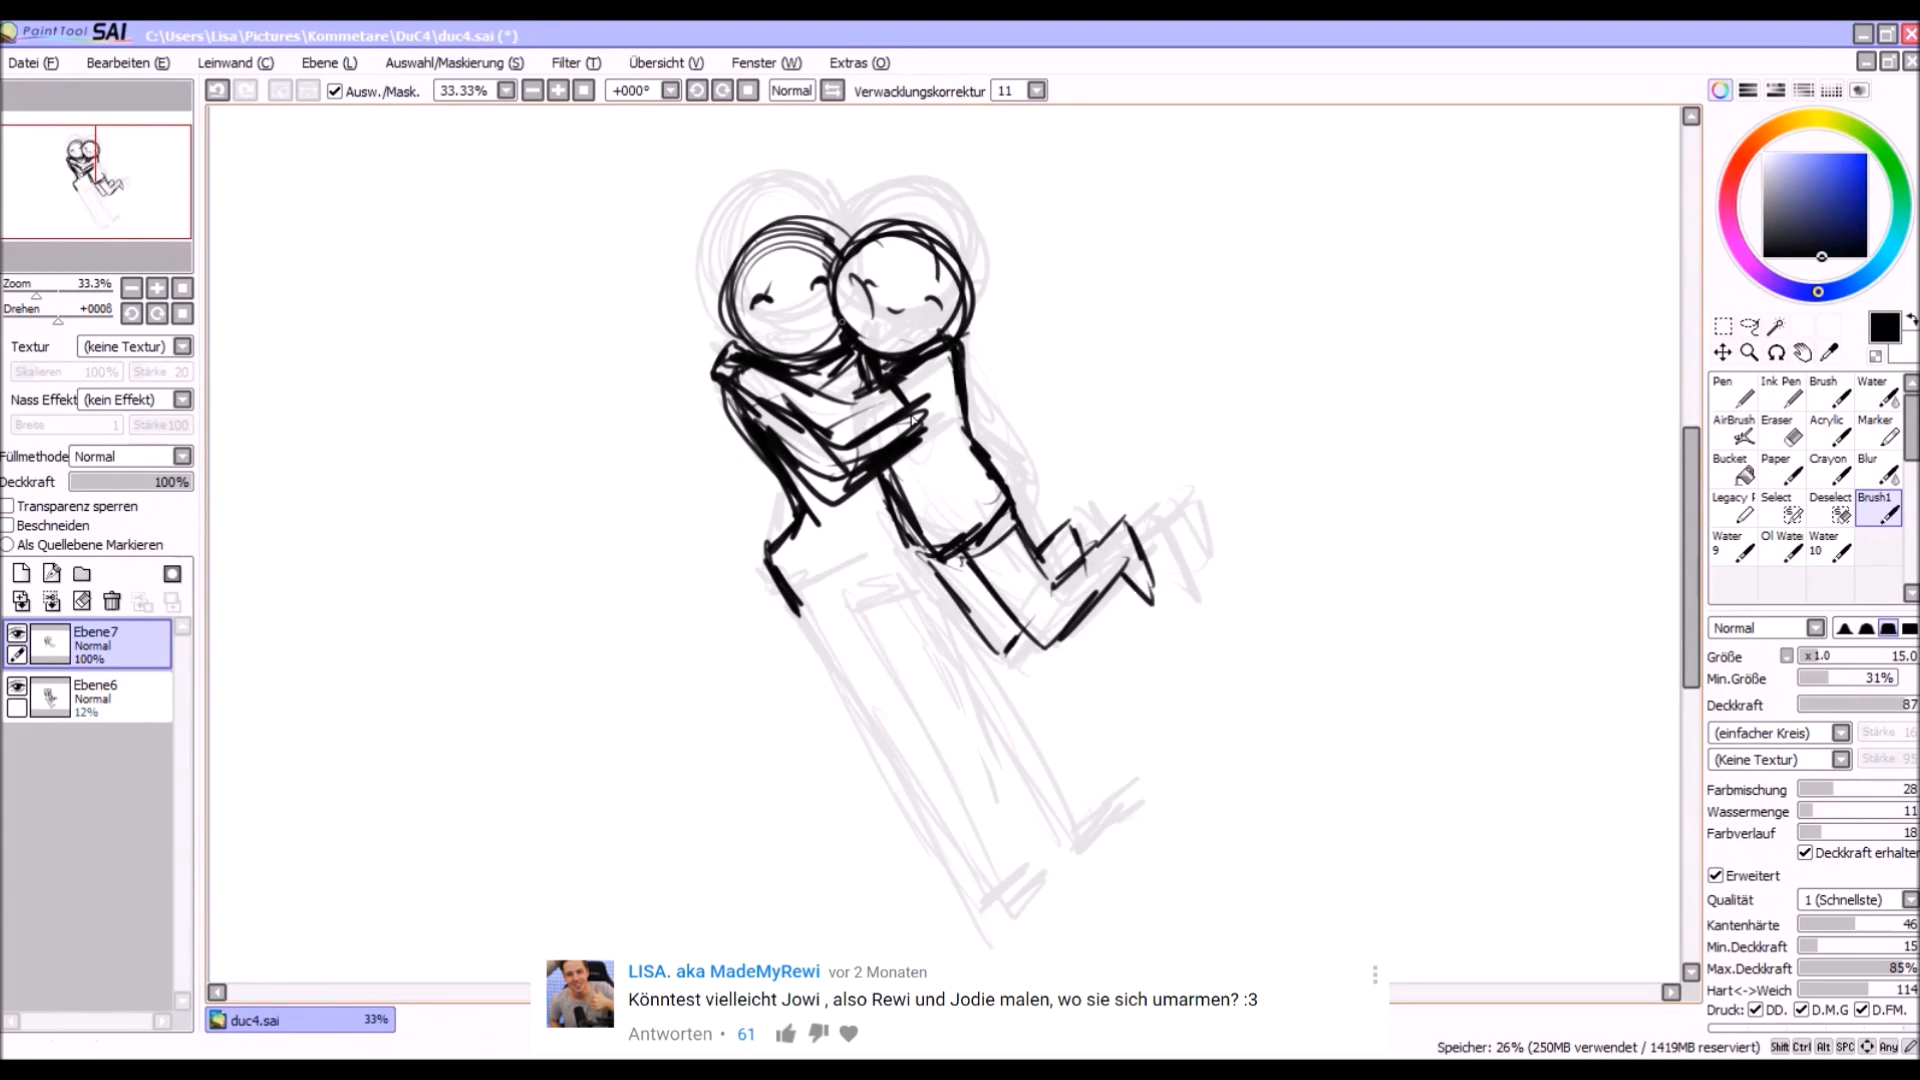 PaintTool SAI C:\Users\Lisa\Pictures\Kommetare\DuC4\duc4.sai (*)
Datei (F) Bearbeiten (E) Leinwand (C) Ebene (L) Auswahl/Maskierung (S) Filter (T) Übersicht (V) Fenster (W) Extras (O)
Ausw./Mask. 33.33% +000° Normal Verwacklungskorrektur 11
Zoom 33.3%
Drehen +000ß
Textur (keine Textur)
Skalieren 100% Stärke 20
Nass Effekt (kein Effekt)
Breite 1 Stärke 100
Füllmethode Normal
Deckkraft 100%
Transparenz sperren
Beschneiden
Als Quellebene Markieren
Ebene7
Normal
100%
Ebene6
Normal
12%
Pen Ink Pen Brush Water
AirBrush Eraser Acrylic Marker
Bucket Paper Crayon Blur
Legacy Select Deselect Brush1
Water 9 Ol Wate Water 10
Normal
Größe x1.0 15.0
Min.Größe 31%
Deckkraft 87
(einfacher Kreis) Stärke 16
(Keine Textur) Stärke 95
Farbmischung 28
Wassermenge 11
Farbverlauf 18
Deckkraft erhalter
Erweitert
Qualität 1 (Schnellste)
Kantenhärte 46
Min.Deckkraft 15
Max.Deckkraft 85%
Hart<->Weich 114
Druck: DD. D.M.G D.FM.
LISA. aka MadeMyRewi vor 2 Monaten
Könntest vielleicht Jowi , also Rewi und Jodie malen, wo sie sich umarmen? :3
Antworten • 61
duc4.sai 33%
Speicher: 26% (250MB verwendet / 1419MB reserviert) Shift Ctrl Alt SPC Any